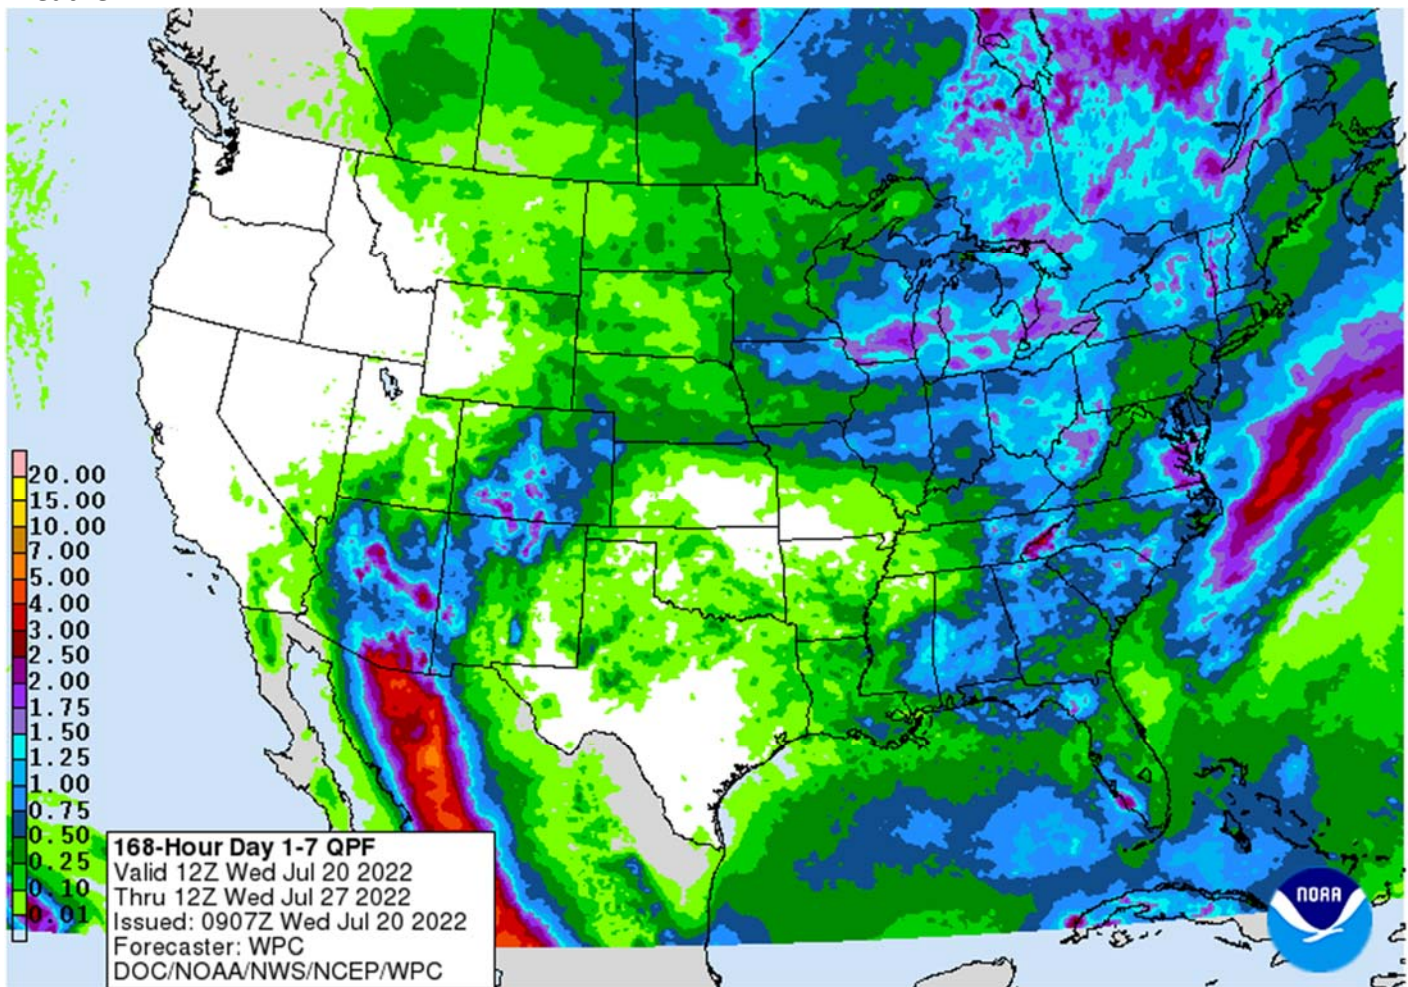 20.00
15.00
10.00
7.00
5.00
4.00
3.00
2.50
2.00
1.75
1.50
1.25
1.00
0.75
0.50
0.25
0.10
0.01
168-Hour Day 1-7 QPF
Valid 12Z Wed Jul 20 2022
Thru 12Z Wed Jul 27 2022
Issued: 0907Z Wed Jul 20 2022
Forecaster: WPC
DOC/NOAA/NWS/NCEP/WPC
NOAA